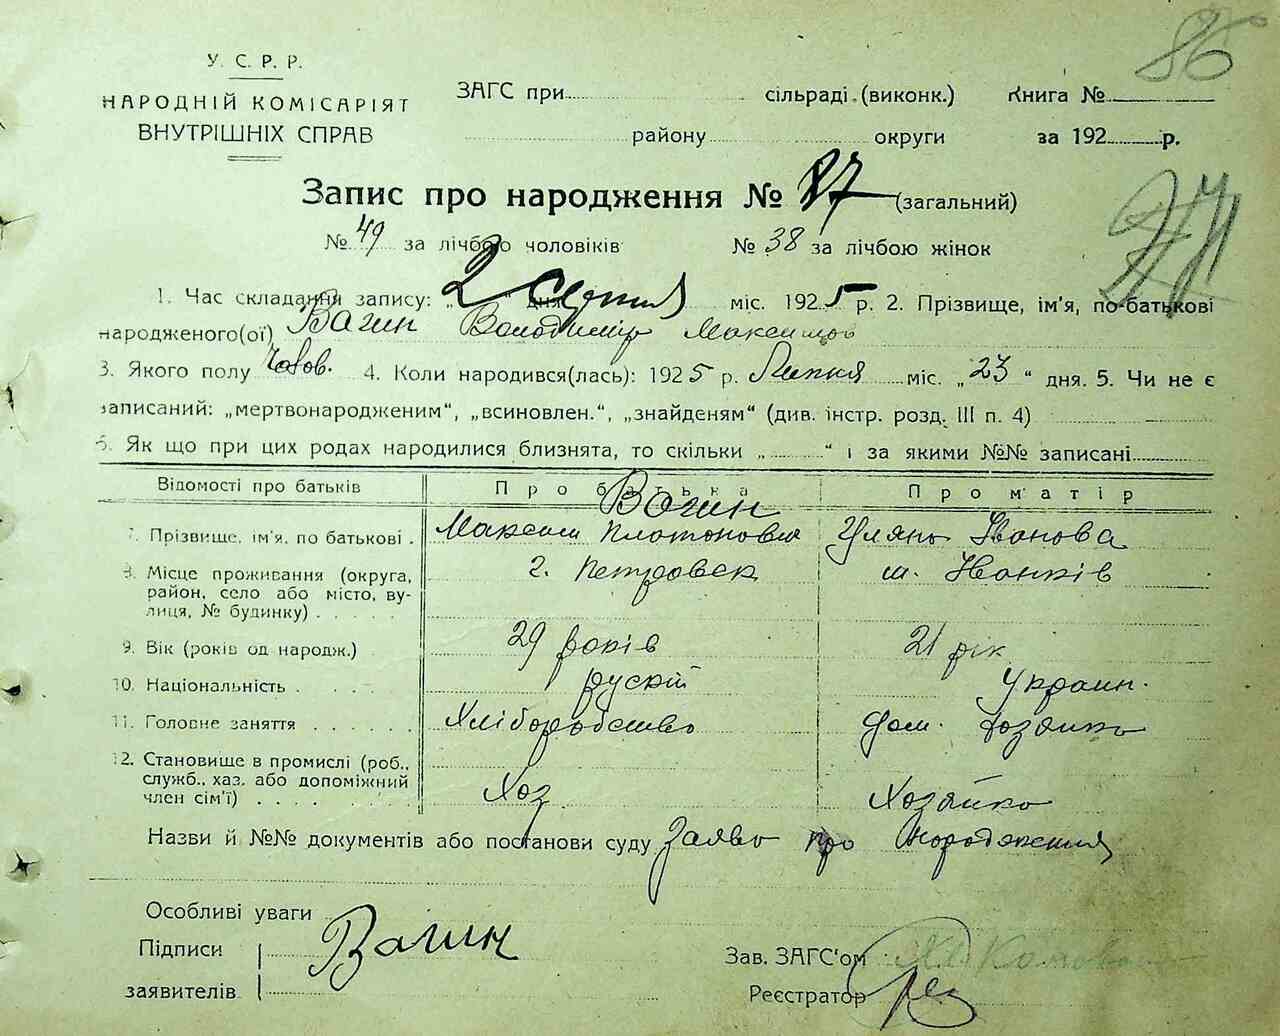 86
У. С. Р. Р.
НАРОДНІЙ КОМІСАРІЯТ
ВНУТРІШНІХ СПРАВ
ЗАГС при сільраді (виконк.) Книга №
району округи за 192 р.
Запис про народження № 87 (загальний)
№ 49 за лічбою чоловіків № 38 за лічбою жінок
1. Час складання запису: „ 2 “ дня серпня міс. 1925 р. 2. Прізвище, ім'я, по-батькові
народженого(ої) Вагин Володимир
3. Якого полу Чолов. 4. Коли народився(лась): 1925 р. Липня міс. „ 23 “ дня. 5. Чи не є
записаний: „мертвонародженим“, „всиновлен.“, „знайденям“ (див. інстр. розд. III п. 4)
6. Як що при цих родах народилися близнята, то скільки „ “ і за якими №№ записані
Відомості про батьків Про батька Про матір
7. Прізвище, ім'я, по батькові . Вагин Максим Платонович Уляна Іванова
8. Місце проживання (округа, район, село або місто, вулиця, № будинку) . . . . . г. Петровск м. Іванків
9. Вік (років од народж.) 29 років 21 рік
10. Національність . . . . . рускій Украин.
11. Головне заняття . . . . . . Хліборобство Дом. хозяйка
12. Становище в промислі (роб., служб., хаз. або допоміжний член сім'ї) . . . . . . Хоз. Хозяйка
Назви й №№ документів або постанови суду Заява про народження
Особливі уваги
Підписи Вагин Зав. ЗАГС'ом
заявителів Реєстратор